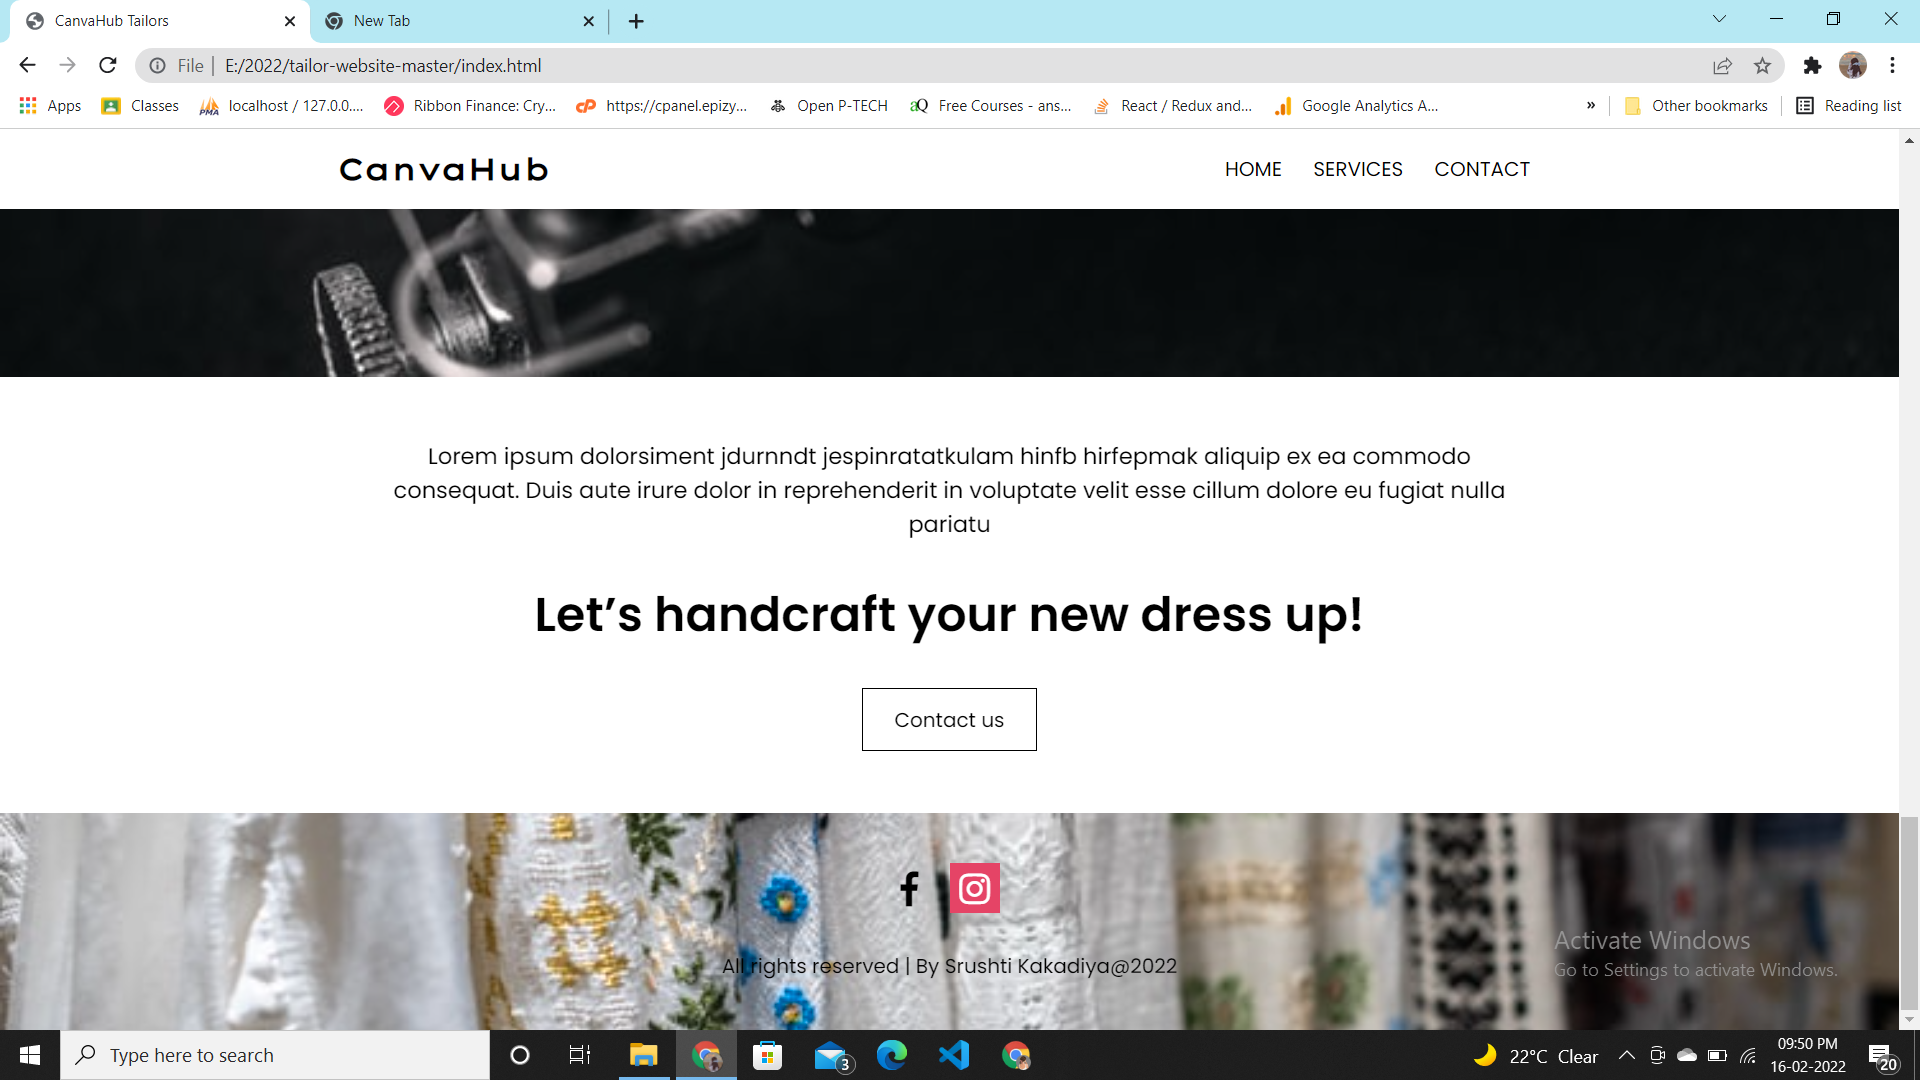 CanvaHub Tailors
New Tab
File | E:/2022/tailor-website-master/index.html
Apps
Classes
PMA
localhost / 127.0.0....
Ribbon Finance: Cry...
cP
https://cpanel.epizy...
Open P-TECH
aQ
Free Courses - ans...
React / Redux and...
Google Analytics A...
»
Other bookmarks
Reading list
CanvaHub
HOME
SERVICES
CONTACT
Lorem ipsum dolorsiment jdurnndt jespinratatkulam hinfb hirfepmak aliquip ex ea commodo
consequat. Duis aute irure dolor in reprehenderit in voluptate velit esse cillum dolore eu fugiat nulla
pariatu
Let’s handcraft your new dress up!
Contact us
All rights reserved | By Srushti Kakadiya@2022
Activate Windows
Go to Settings to activate Windows.
Type here to search
3
22°C Clear
09:50 PM
16-02-2022
20